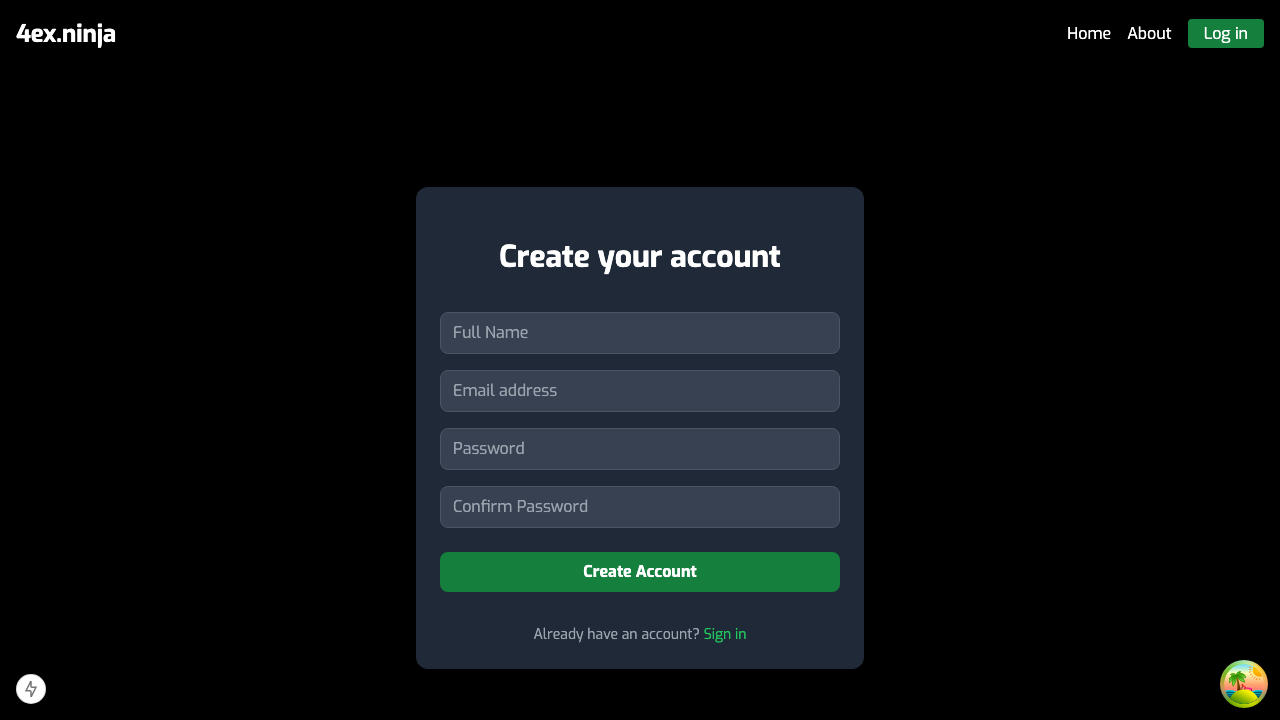 4ex.ninja
Home About Log in
Create your account
Full Name
Email address
Password
Confirm Password
Create Account
Already have an account? Sign in